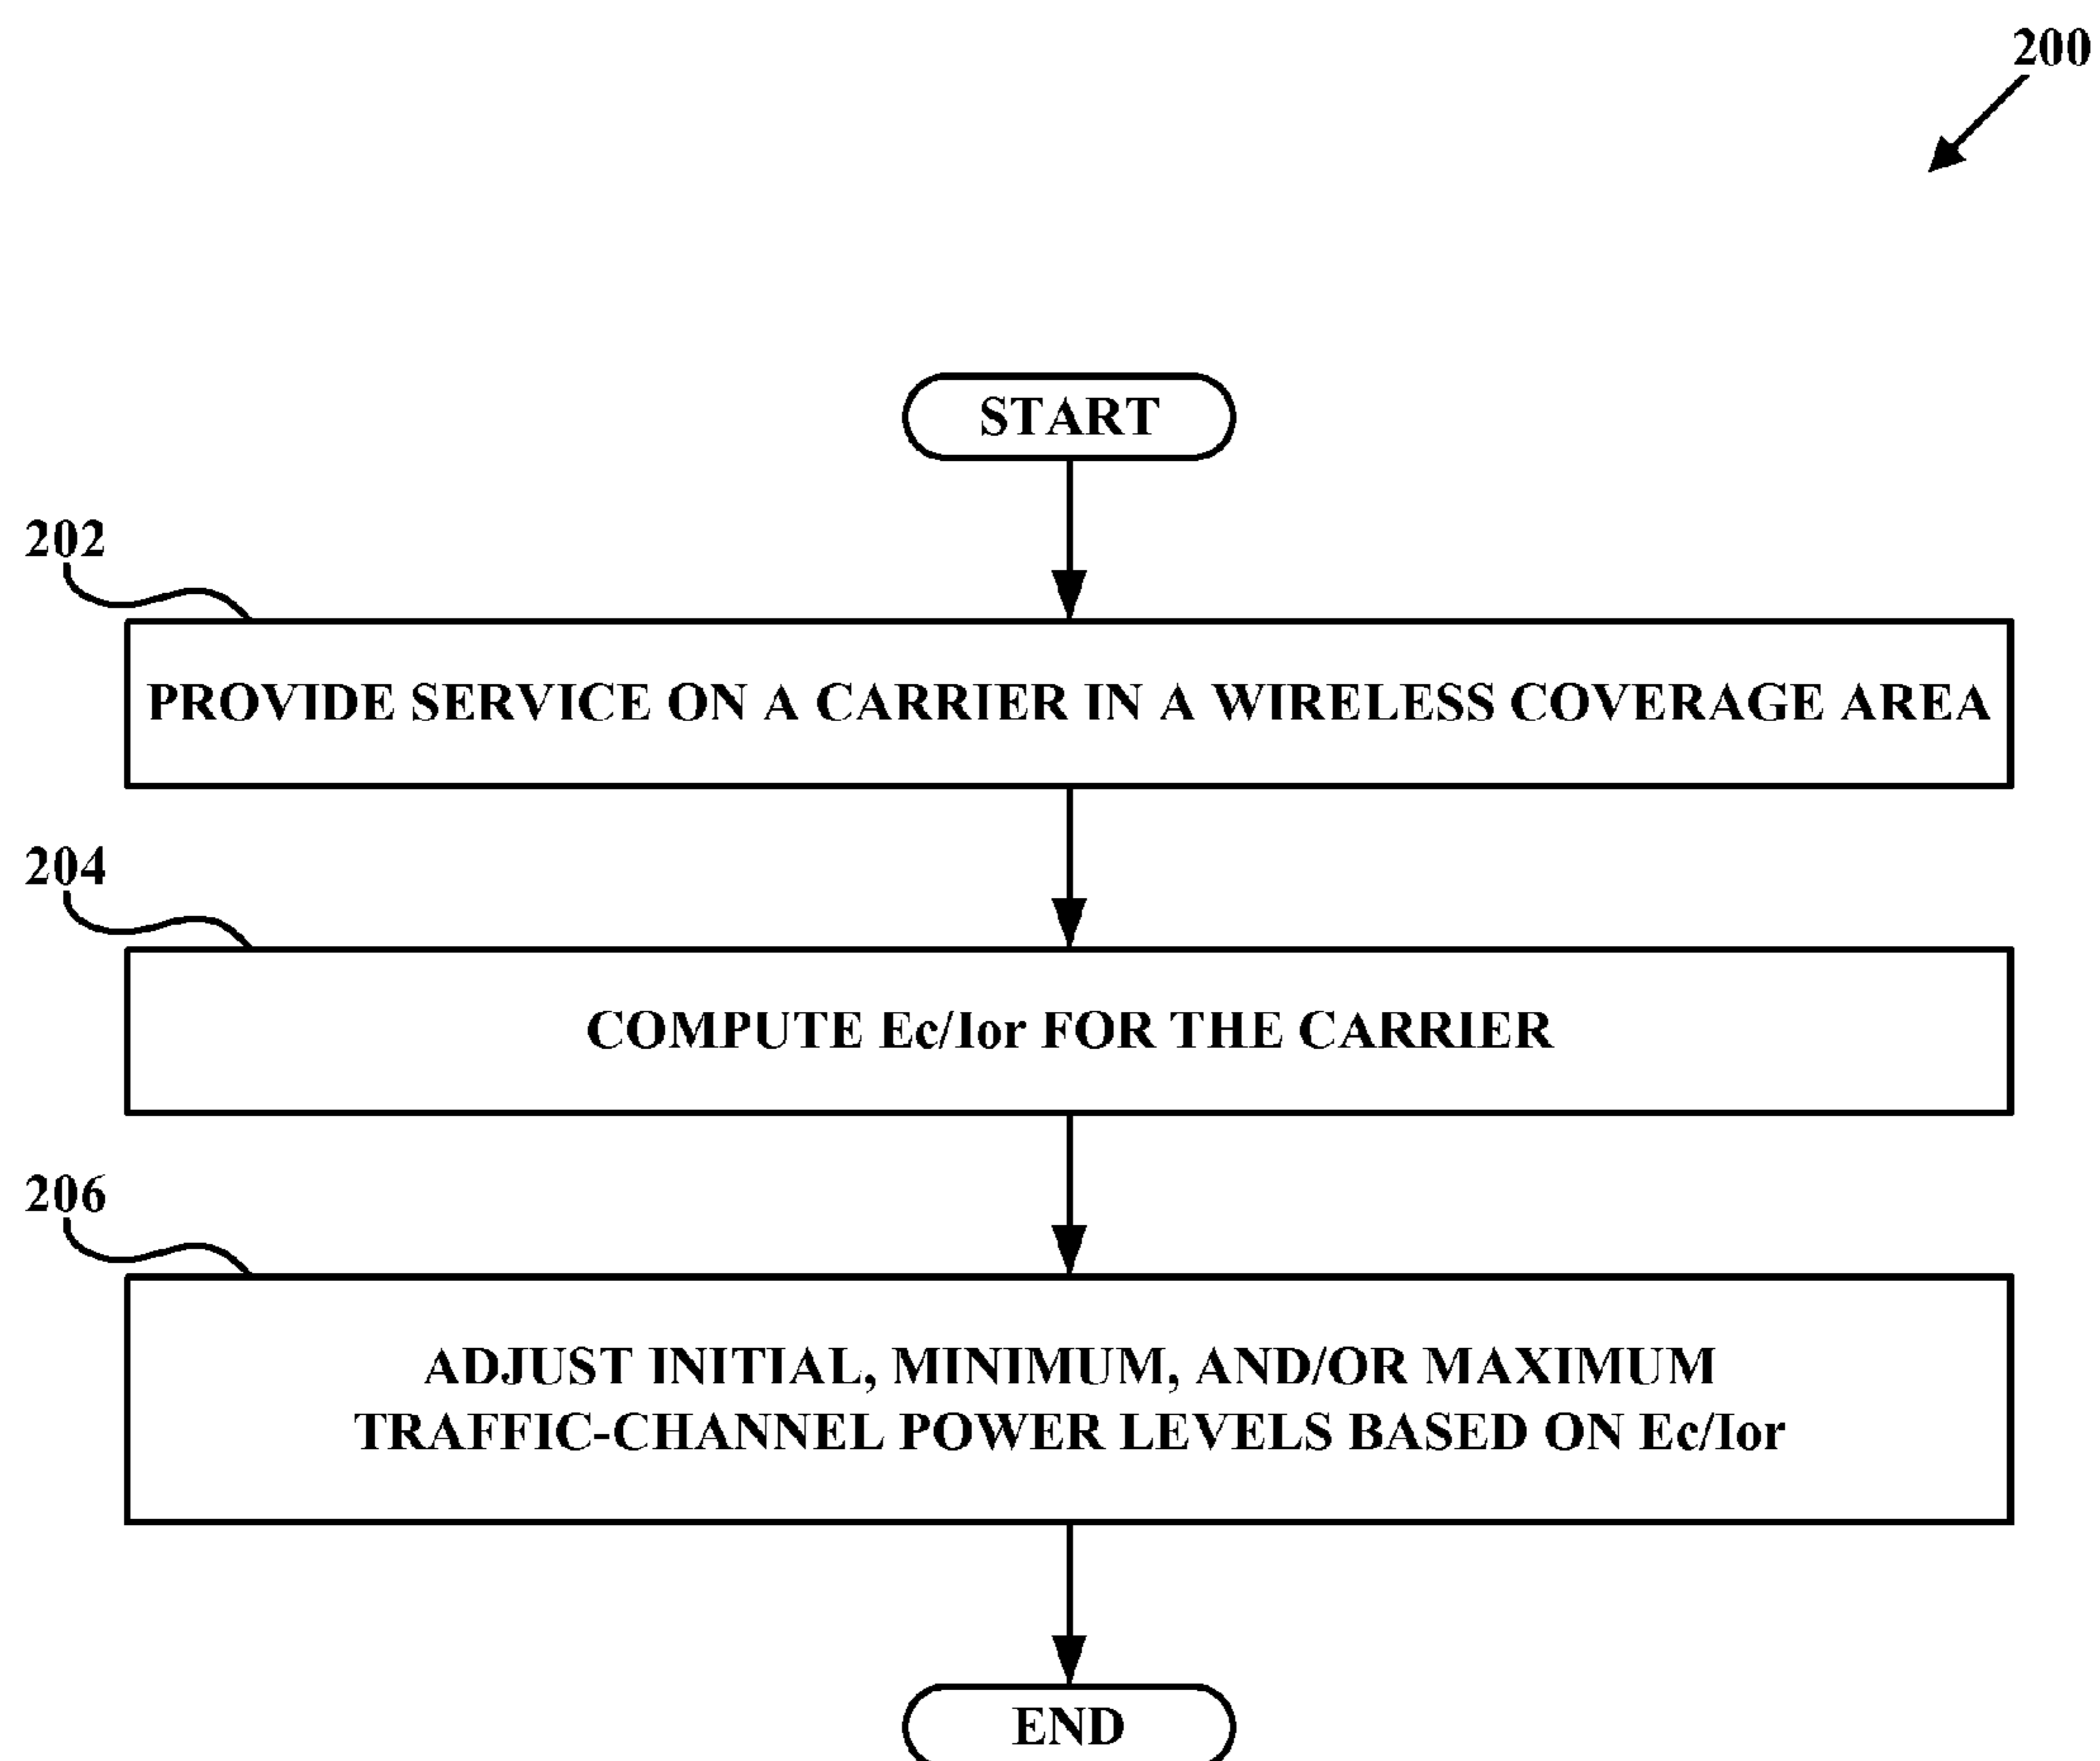 200
START
202
PROVIDE SERVICE ON A CARRIER IN A WIRELESS COVERAGE AREA
204
COMPUTE Ec/Ior FOR THE CARRIER
206
ADJUST INITIAL, MINIMUM, AND/OR MAXIMUM
TRAFFIC-CHANNEL POWER LEVELS BASED ON Ec/Ior
END